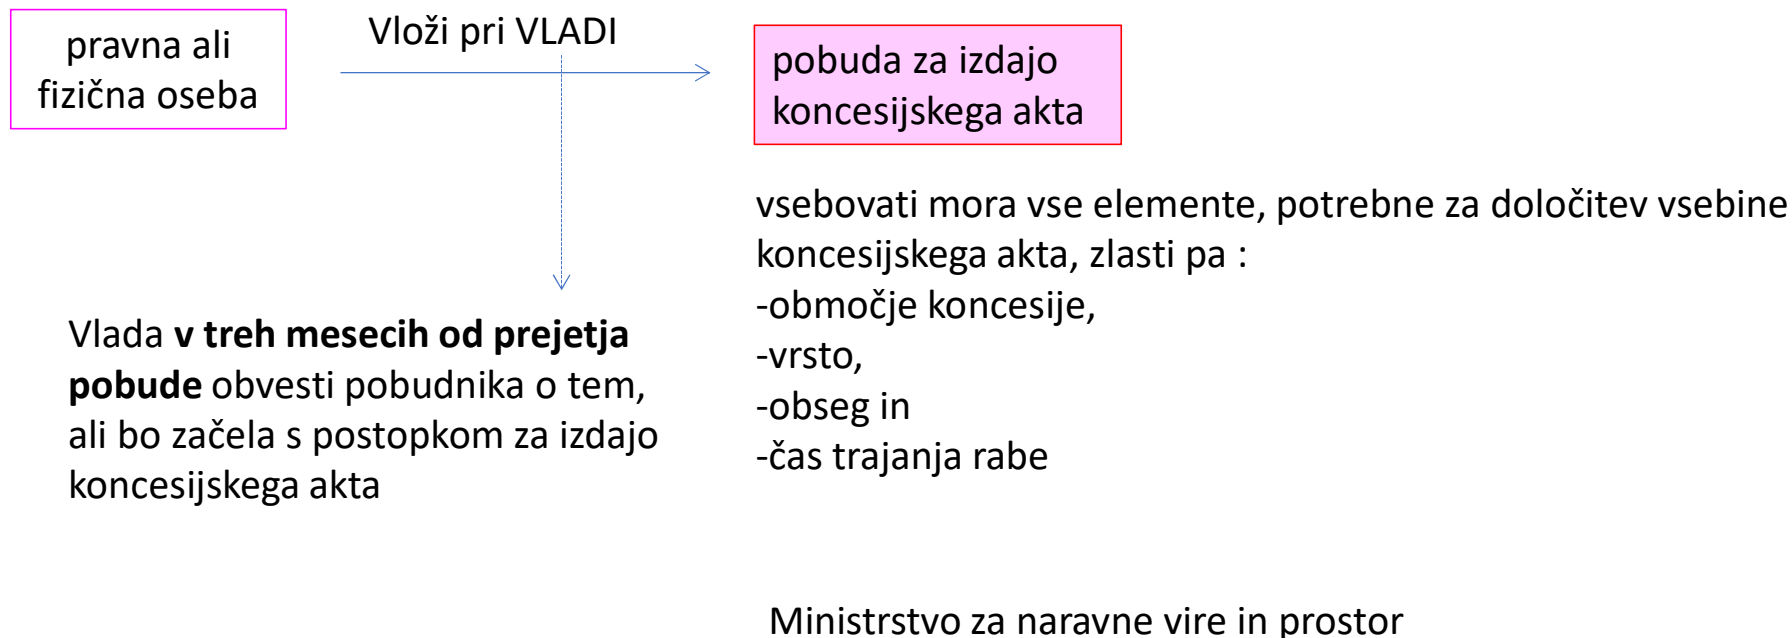 pravna ali
fizična oseba
Vloži pri VLADI
pobuda za izdajo
koncesijskega akta
vsebovati mora vse elemente, potrebne za določitev vsebine
koncesijskega akta, zlasti pa :
-območje koncesije,
-vrsto,
-obseg in
-čas trajanja rabe
Vlada v treh mesecih od prejetja
pobude obvesti pobudnika o tem,
ali bo začela s postopkom za izdajo
koncesijskega akta
Ministrstvo za naravne vire in prostor